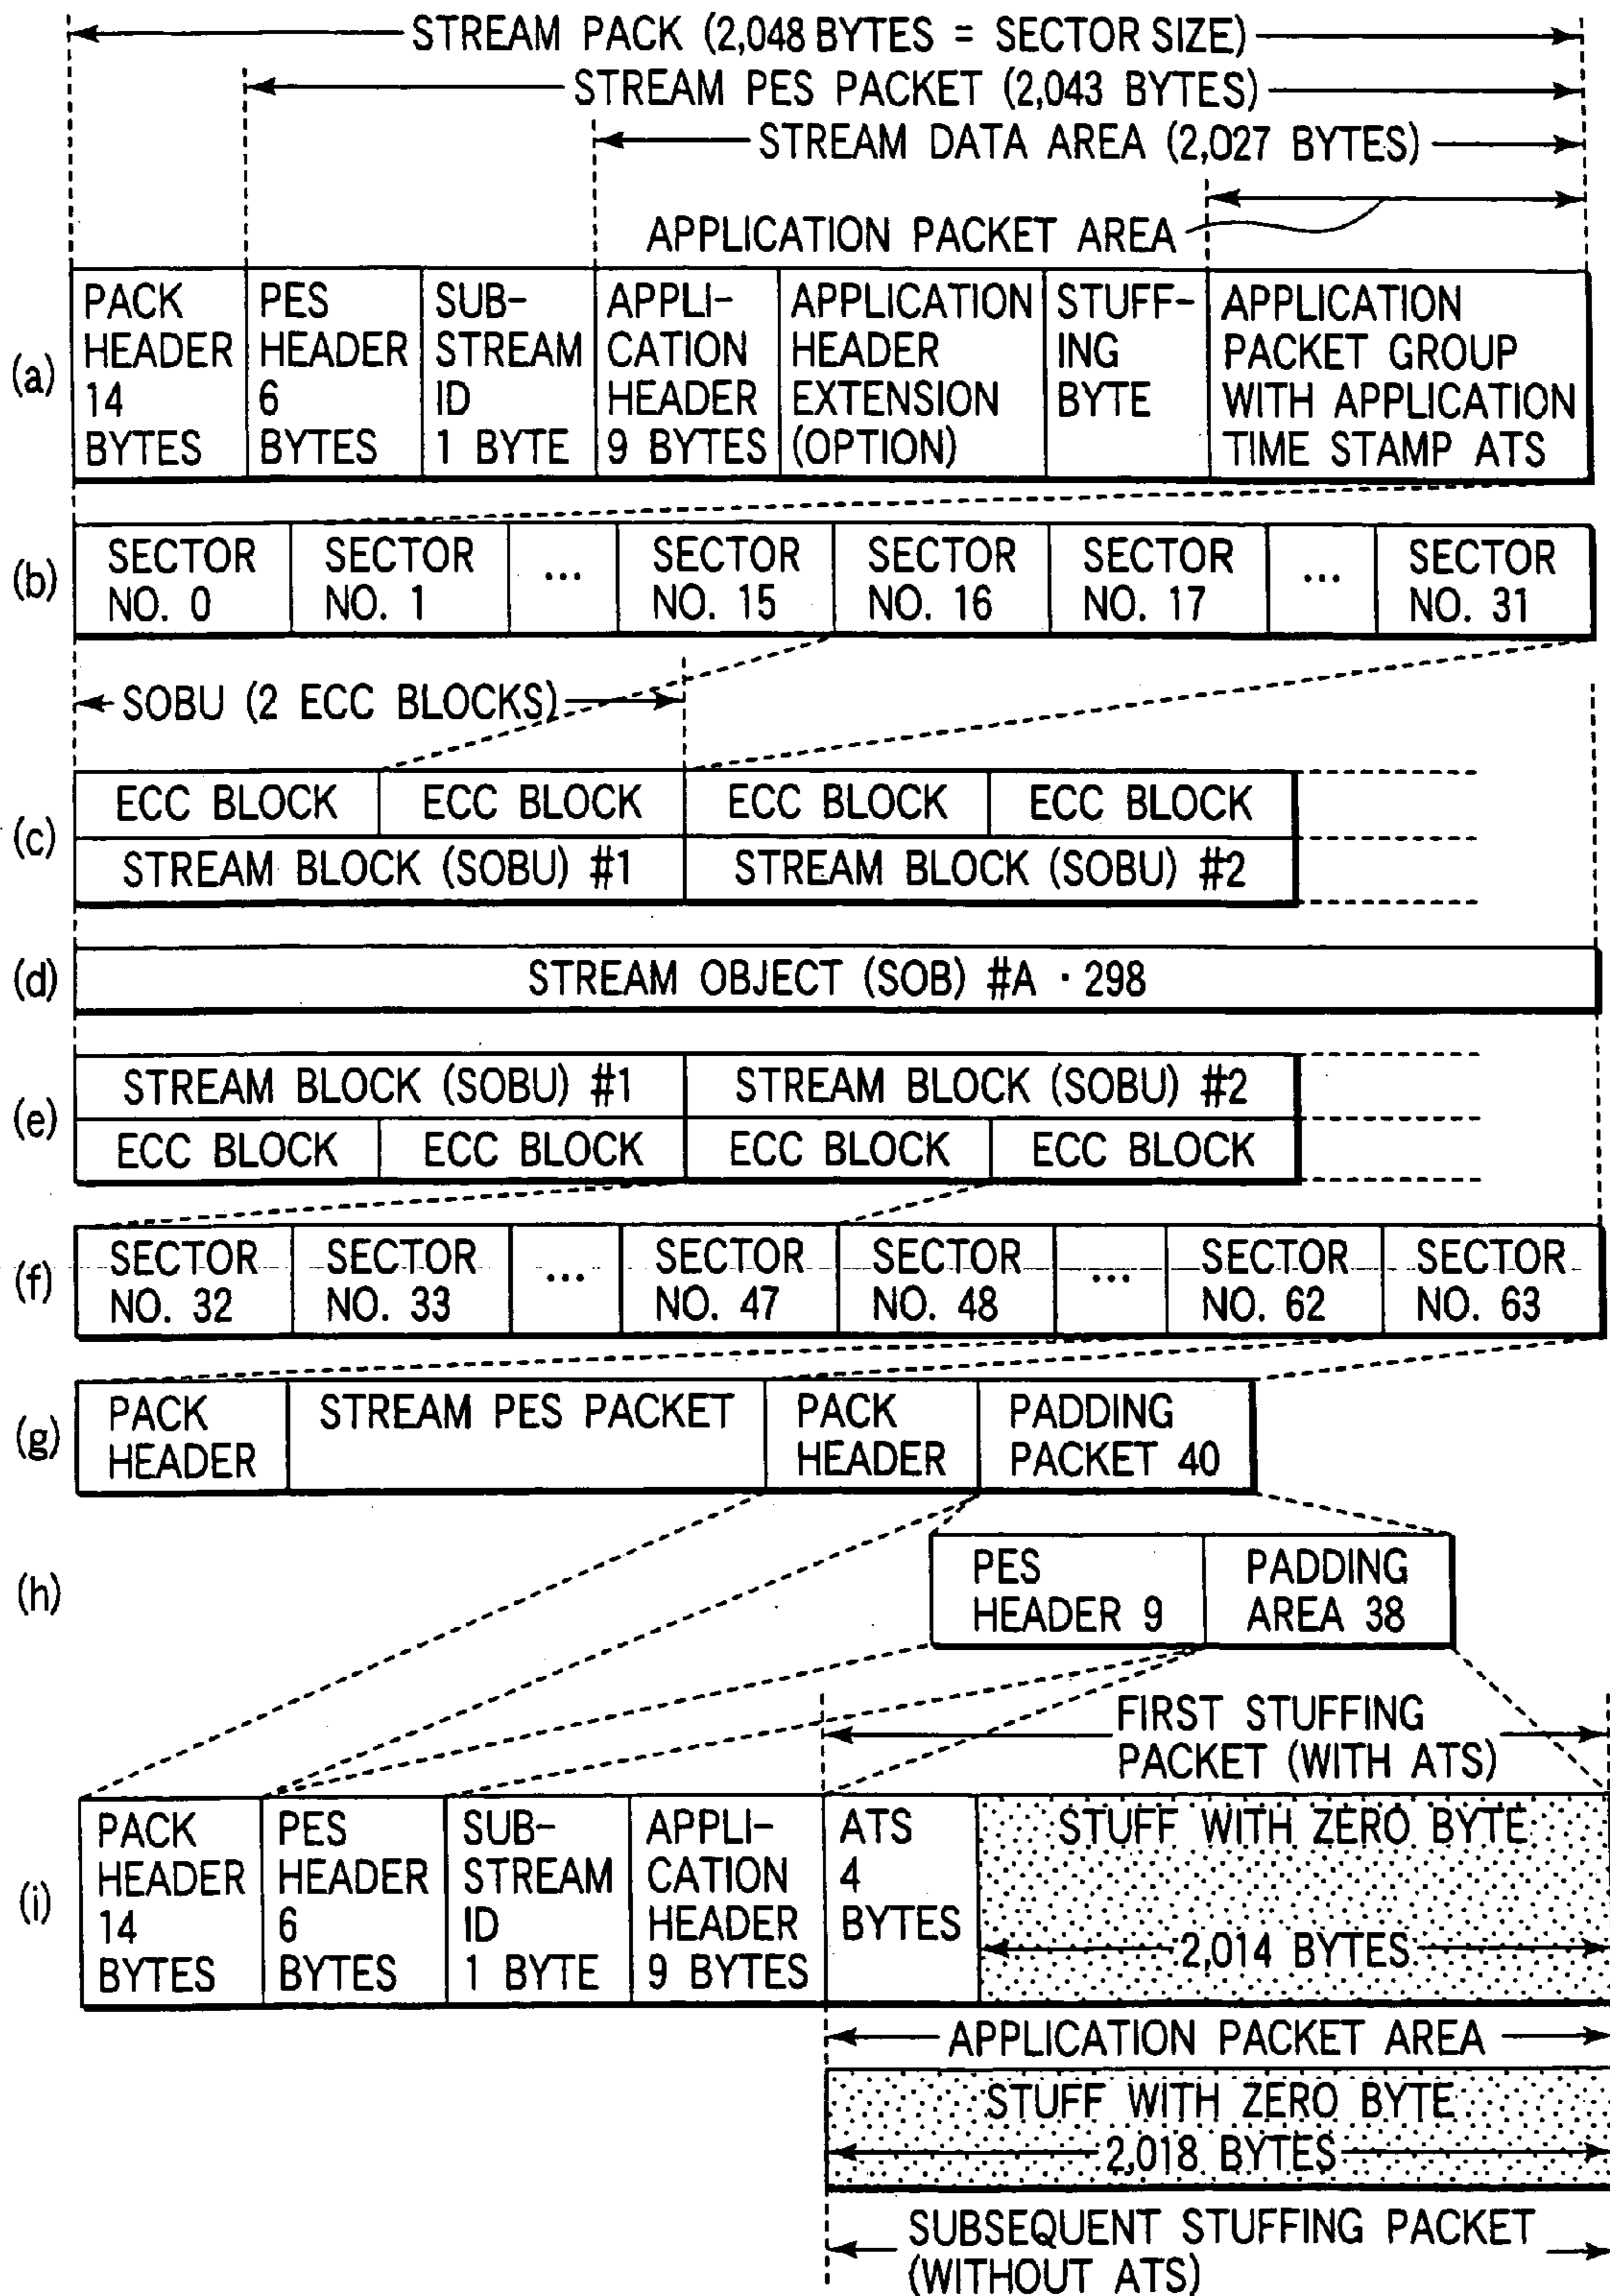 STREAM PACK (2,048 BYTES = SECTOR SIZE)
STREAM PES PACKET (2,043 BYTES)
STREAM DATA AREA (2,027 BYTES)
APPLICATION PACKET AREA
(a)
PACK
HEADER
14
BYTES
PES
HEADER
6
BYTES
SUB-
STREAM
ID
1 BYTE
APPLI-
CATION
HEADER
9 BYTES
APPLICATION
HEADER
EXTENSION
(OPTION)
STUFF-
ING
BYTE
APPLICATION
PACKET GROUP
WITH APPLICATION
TIME STAMP ATS
(b)
SECTOR
NO. 0
SECTOR
NO. 1
...
SECTOR
NO. 15
SECTOR
NO. 16
SECTOR
NO. 17
...
SECTOR
NO. 31
SOBU (2 ECC BLOCKS)
(c)
ECC BLOCK
ECC BLOCK
ECC BLOCK
ECC BLOCK
STREAM BLOCK (SOBU) #1
STREAM BLOCK (SOBU) #2
(d)
STREAM OBJECT (SOB) #A · 298
(e)
STREAM BLOCK (SOBU) #1
STREAM BLOCK (SOBU) #2
ECC BLOCK
ECC BLOCK
ECC BLOCK
ECC BLOCK
(f)
SECTOR
NO. 32
SECTOR
NO. 33
...
SECTOR
NO. 47
SECTOR
NO. 48
...
SECTOR
NO. 62
SECTOR
NO. 63
(g)
PACK
HEADER
STREAM PES PACKET
PACK
HEADER
PADDING
PACKET 40
(h)
PES
HEADER 9
PADDING
AREA 38
FIRST STUFFING
PACKET (WITH ATS)
(i)
PACK
HEADER
14
BYTES
PES
HEADER
6
BYTES
SUB-
STREAM
ID
1 BYTE
APPLI-
CATION
HEADER
9 BYTES
ATS
4
BYTES
STUFF WITH ZERO BYTE
2,014 BYTES
APPLICATION PACKET AREA
STUFF WITH ZERO BYTE
2,018 BYTES
SUBSEQUENT STUFFING PACKET
(WITHOUT ATS)